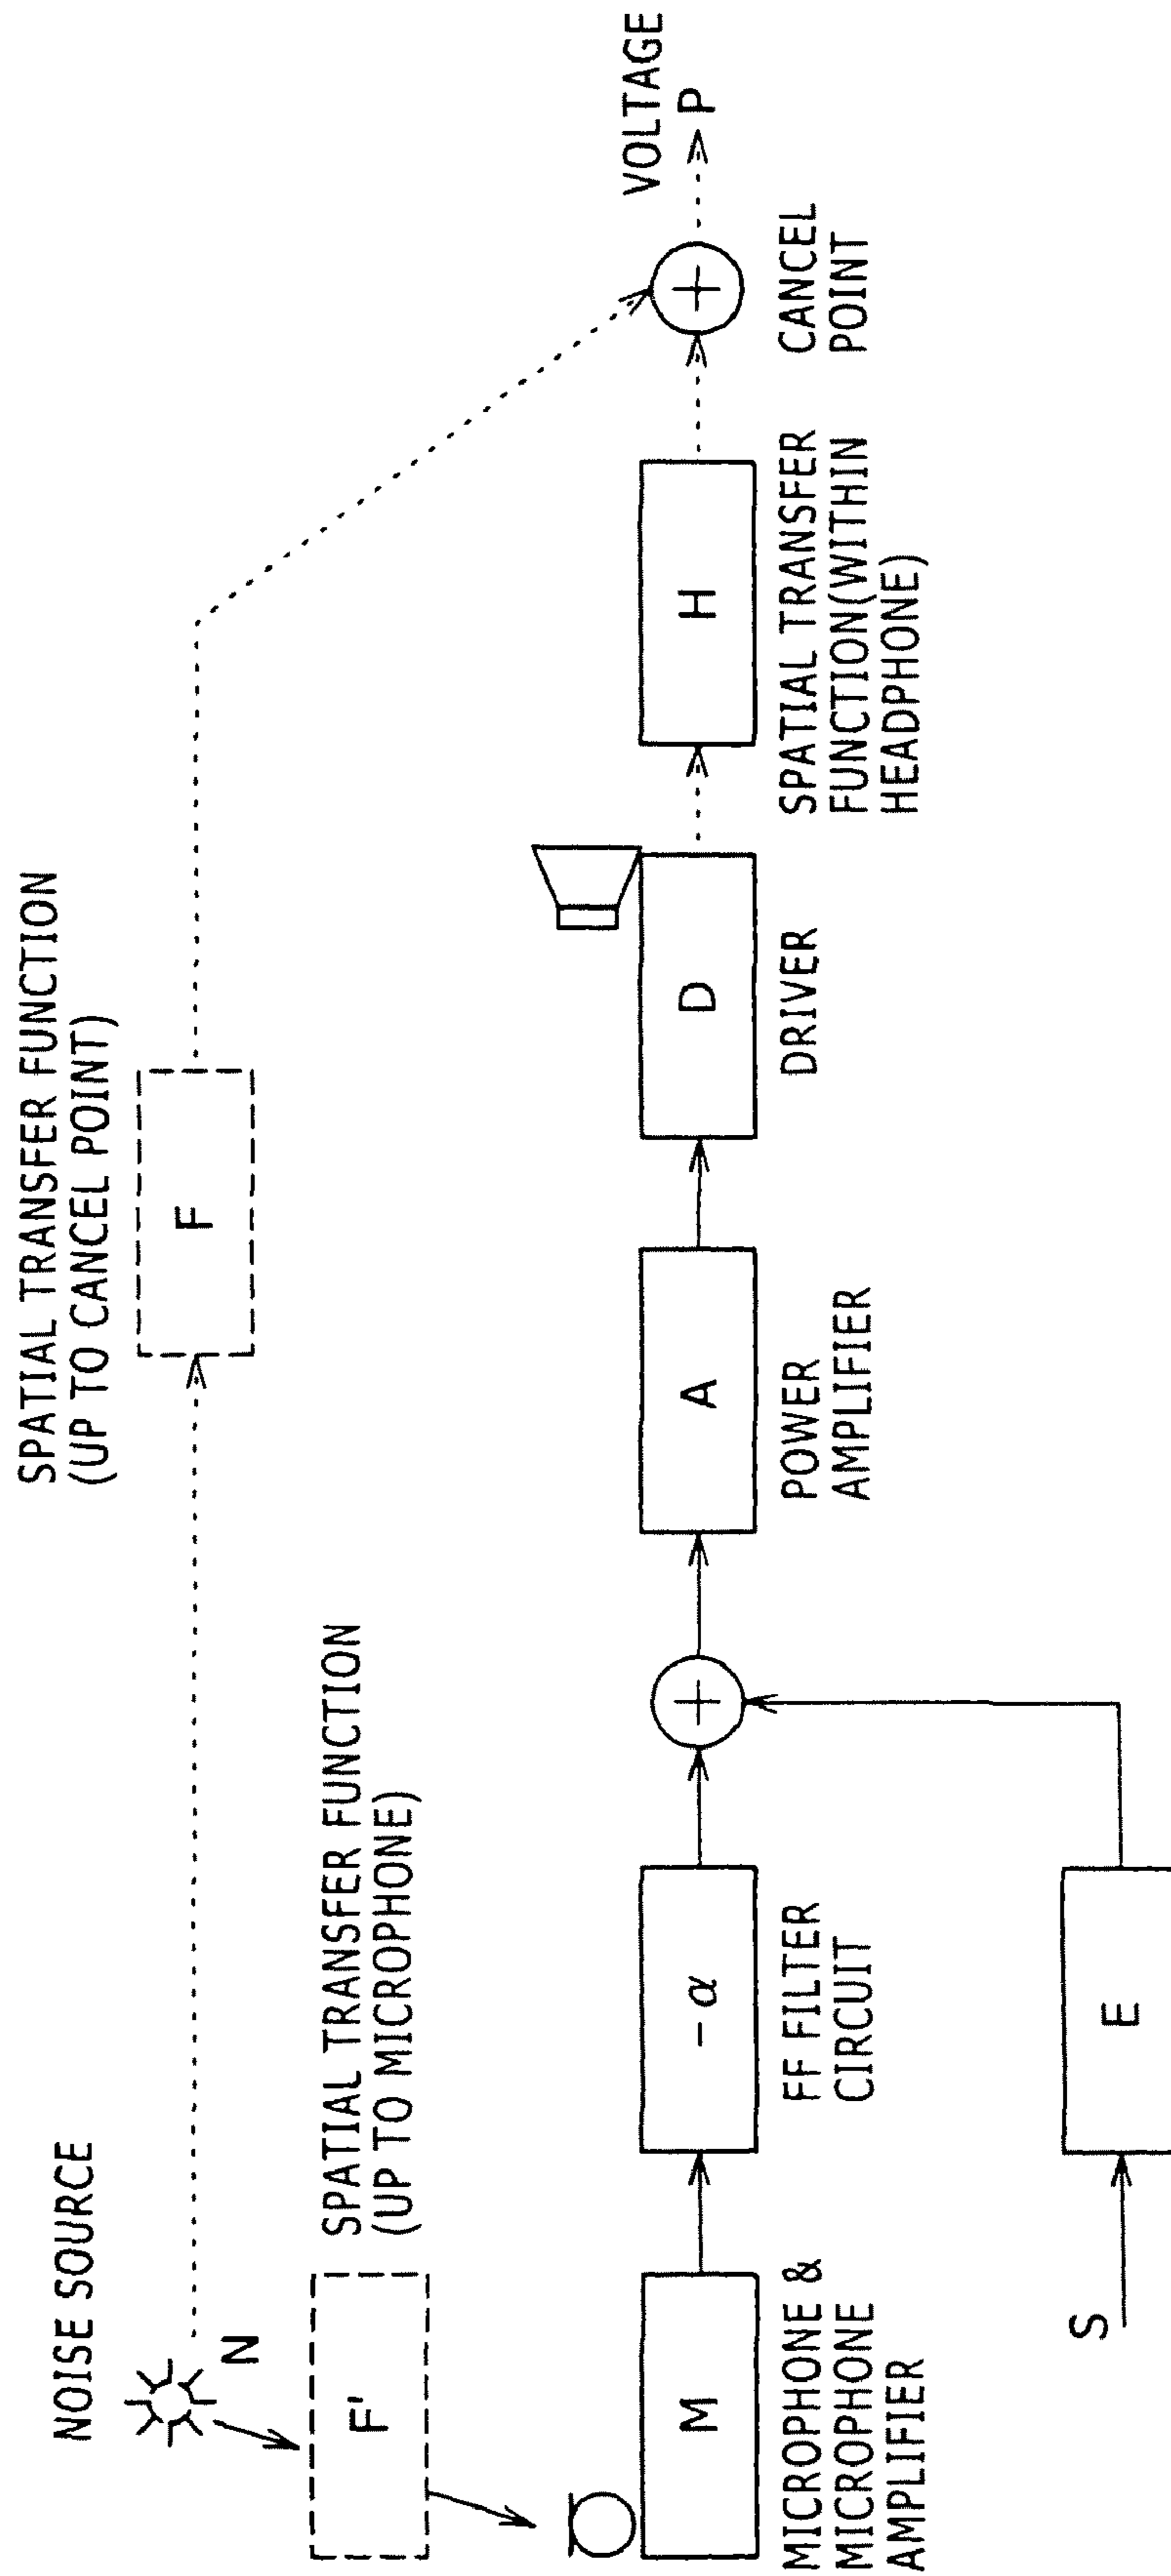 SPATIAL TRANSFER FUNCTION
(UP TO CANCEL POINT)
NOISE SOURCE
N
F
SPATIAL TRANSFER FUNCTION
(UP TO MICROPHONE)
F'
VOLTAGE
P
M
-α
+
A
D
H
+
MICROPHONE &
MICROPHONE
AMPLIFIER
FF FILTER
CIRCUIT
POWER
AMPLIFIER
DRIVER
SPATIAL TRANSFER
FUNCTION(WITHIN
HEADPHONE)
CANCEL
POINT
S
E